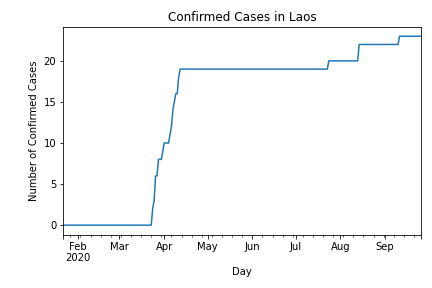 Confirmed Cases in Laos
Number of Confirmed Cases
20
15
10
5
0
Feb Mar Apr May Jun Jul Aug Sep
2020
Day